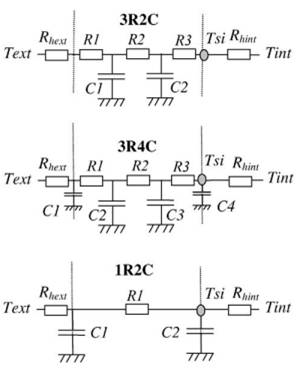 3R2C
Text Rhext R1 R2 R3 Tsi Rhint Tint
C1 C2
3R4C
Text Rhext R1 R2 R3 Tsi Rhint Tint
C1 C2 C3 C4
1R2C
Text Rhext R1 Tsi Rhint Tint
C1 C2